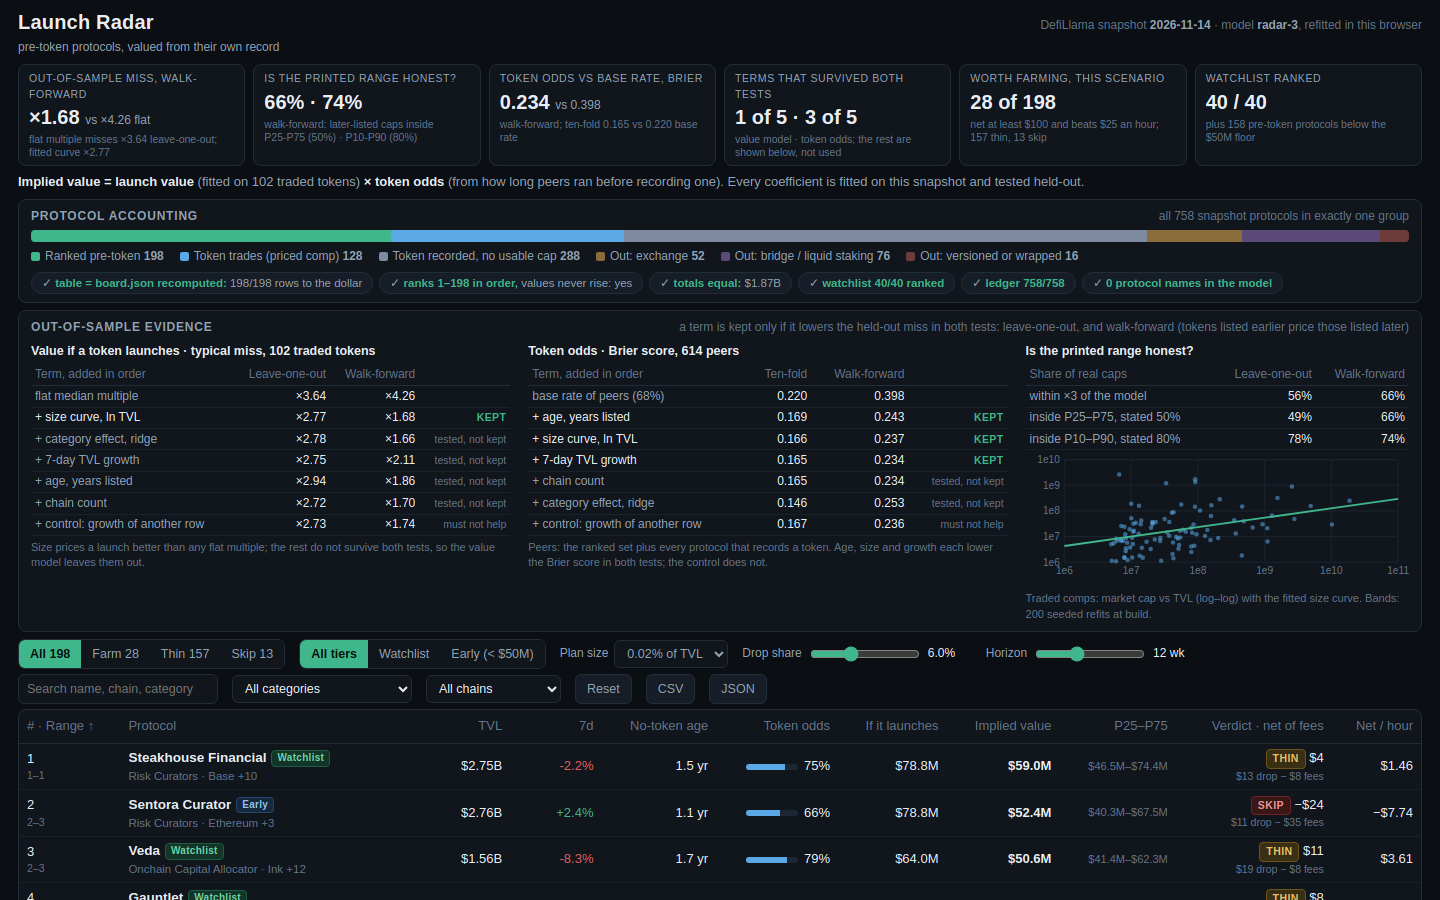 Launch Radar
DefiLlama snapshot 2026-11-14 · model radar-3, refitted in this browser
pre-token protocols, valued from their own record
OUT-OF-SAMPLE MISS, WALK-
FORWARD
×1.68 vs ×4.26 flat
flat multiple misses ×3.64 leave-one-out;
fitted curve ×2.77
IS THE PRINTED RANGE HONEST?
66% · 74%
walk-forward: later-listed caps inside
P25-P75 (50%) · P10-P90 (80%)
TOKEN ODDS VS BASE RATE, BRIER
0.234 vs 0.398
walk-forward; ten-fold 0.165 vs 0.220 base
rate
TERMS THAT SURVIVED BOTH
TESTS
1 of 5 · 3 of 5
value model · token odds; the rest are
shown below, not used
WORTH FARMING, THIS SCENARIO
28 of 198
net at least $100 and beats $25 an hour;
157 thin, 13 skip
WATCHLIST RANKED
40 / 40
plus 158 pre-token protocols below the
$50M floor
Implied value = launch value (fitted on 102 traded tokens) × token odds (from how long peers ran before recording one). Every coefficient is fitted on this snapshot and tested held-out.
PROTOCOL ACCOUNTING
all 758 snapshot protocols in exactly one group
Ranked pre-token 198 Token trades (priced comp) 128 Token recorded, no usable cap 288 Out: exchange 52 Out: bridge / liquid staking 76 Out: versioned or wrapped 16
✓ table = board.json recomputed: 198/198 rows to the dollar ✓ ranks 1–198 in order, values never rise: yes ✓ totals equal: $1.87B ✓ watchlist 40/40 ranked ✓ ledger 758/758 ✓ 0 protocol names in the model
OUT-OF-SAMPLE EVIDENCE
a term is kept only if it lowers the held-out miss in both tests: leave-one-out, and walk-forward (tokens listed earlier price those listed later)
Value if a token launches · typical miss, 102 traded tokens
Term, added in order Leave-one-out Walk-forward
flat median multiple ×3.64 ×4.26
+ size curve, ln TVL ×2.77 ×1.68 KEPT
+ category effect, ridge ×2.78 ×1.66 tested, not kept
+ 7-day TVL growth ×2.75 ×2.11 tested, not kept
+ age, years listed ×2.94 ×1.86 tested, not kept
+ chain count ×2.72 ×1.70 tested, not kept
+ control: growth of another row ×2.73 ×1.74 must not help
Size prices a launch better than any flat multiple; the rest do not survive both tests, so the value
model leaves them out.
Token odds · Brier score, 614 peers
Term, added in order Ten-fold Walk-forward
base rate of peers (68%) 0.220 0.398
+ age, years listed 0.169 0.243 KEPT
+ size curve, ln TVL 0.166 0.237 KEPT
+ 7-day TVL growth 0.165 0.234 KEPT
+ chain count 0.165 0.234 tested, not kept
+ category effect, ridge 0.146 0.253 tested, not kept
+ control: growth of another row 0.167 0.236 must not help
Peers: the ranked set plus every protocol that records a token. Age, size and growth each lower
the Brier score in both tests; the control does not.
Is the printed range honest?
Share of real caps Leave-one-out Walk-forward
within ×3 of the model 56% 66%
inside P25–P75, stated 50% 49% 66%
inside P10–P90, stated 80% 78% 74%
1e10
1e9
1e8
1e7
1e6
1e6 1e7 1e8 1e9 1e10 1e11
Traded comps: market cap vs TVL (log–log) with the fitted size curve. Bands:
200 seeded refits at build.
All 198 Farm 28 Thin 157 Skip 13 All tiers Watchlist Early (< $50M) Plan size 0.02% of TVL Drop share 6.0% Horizon 12 wk
Search name, chain, category All categories All chains Reset CSV JSON
# · Range ↑ Protocol TVL 7d No-token age Token odds If it launches Implied value P25–P75 Verdict · net of fees Net / hour
1 Steakhouse Financial Watchlist $2.75B -2.2% 1.5 yr 75% $78.8M $59.0M $46.5M–$74.4M THIN $4 $1.46
1–1 Risk Curators · Base +10 $13 drop − $8 fees
2 Sentora Curator Early $2.76B +2.4% 1.1 yr 66% $78.8M $52.4M $40.3M–$67.5M SKIP −$24 −$7.74
2–3 Risk Curators · Ethereum +3 $11 drop − $35 fees
3 Veda Watchlist $1.56B -8.3% 1.7 yr 79% $64.0M $50.6M $41.4M–$62.3M THIN $11 $3.61
2–3 Onchain Capital Allocator · Ink +12 $19 drop − $8 fees
4 Gauntlet Watchlist THIN $8